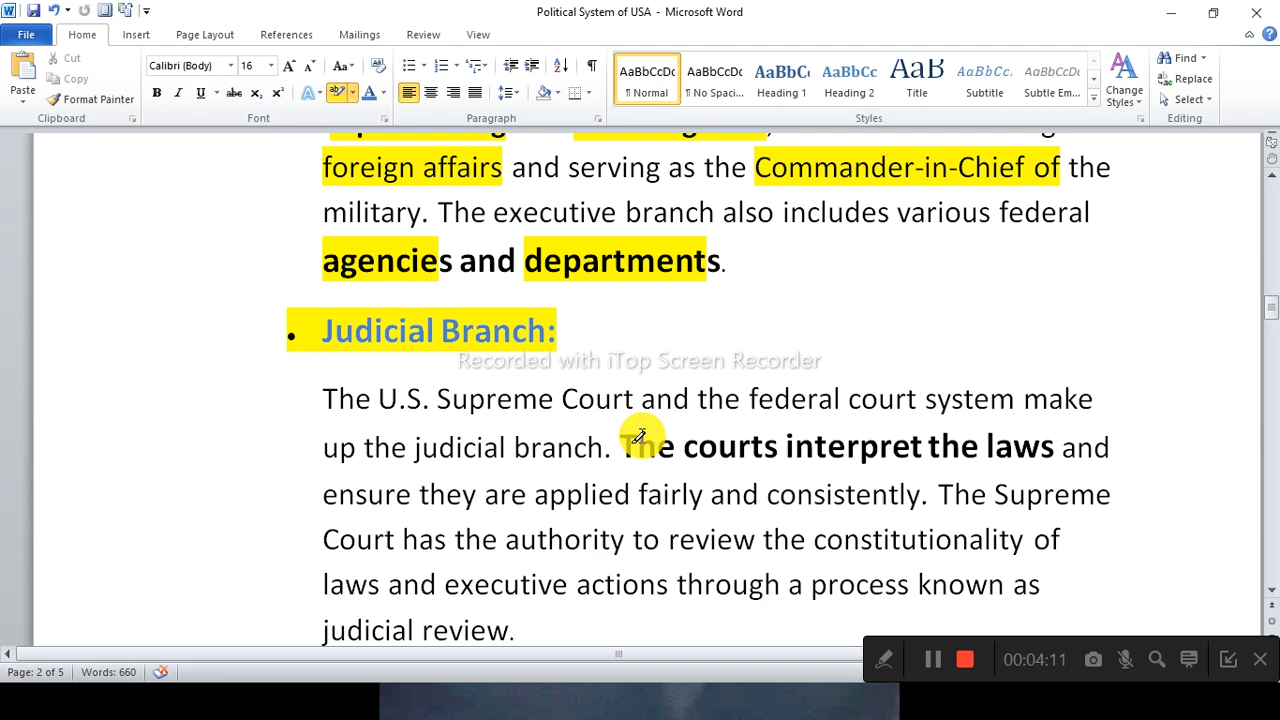 Political System of USA - Microsoft Word
File Home Insert Page Layout References Mailings Review View
Paste
Cut
Copy
Format Painter
Clipboard
Calibri (Body) 16
Font
Paragraph
AaBbCcDc AaBbCcDc AaBbCc AaBbCc AaB AaBbCc. AaBbCcDc
¶ Normal ¶ No Spaci... Heading 1 Heading 2 Title Subtitle Subtle Em...
Change Styles
Styles
Find
Replace
Select
Editing
foreign affairs and serving as the Commander-in-Chief of the
military. The executive branch also includes various federal
agencies and departments.
• Judicial Branch:
Recorded with iTop Screen Recorder
The U.S. Supreme Court and the federal court system make
up the judicial branch. The courts interpret the laws and
ensure they are applied fairly and consistently. The Supreme
Court has the authority to review the constitutionality of
laws and executive actions through a process known as
judicial review.
Page: 2 of 5 Words: 660
00:04:11